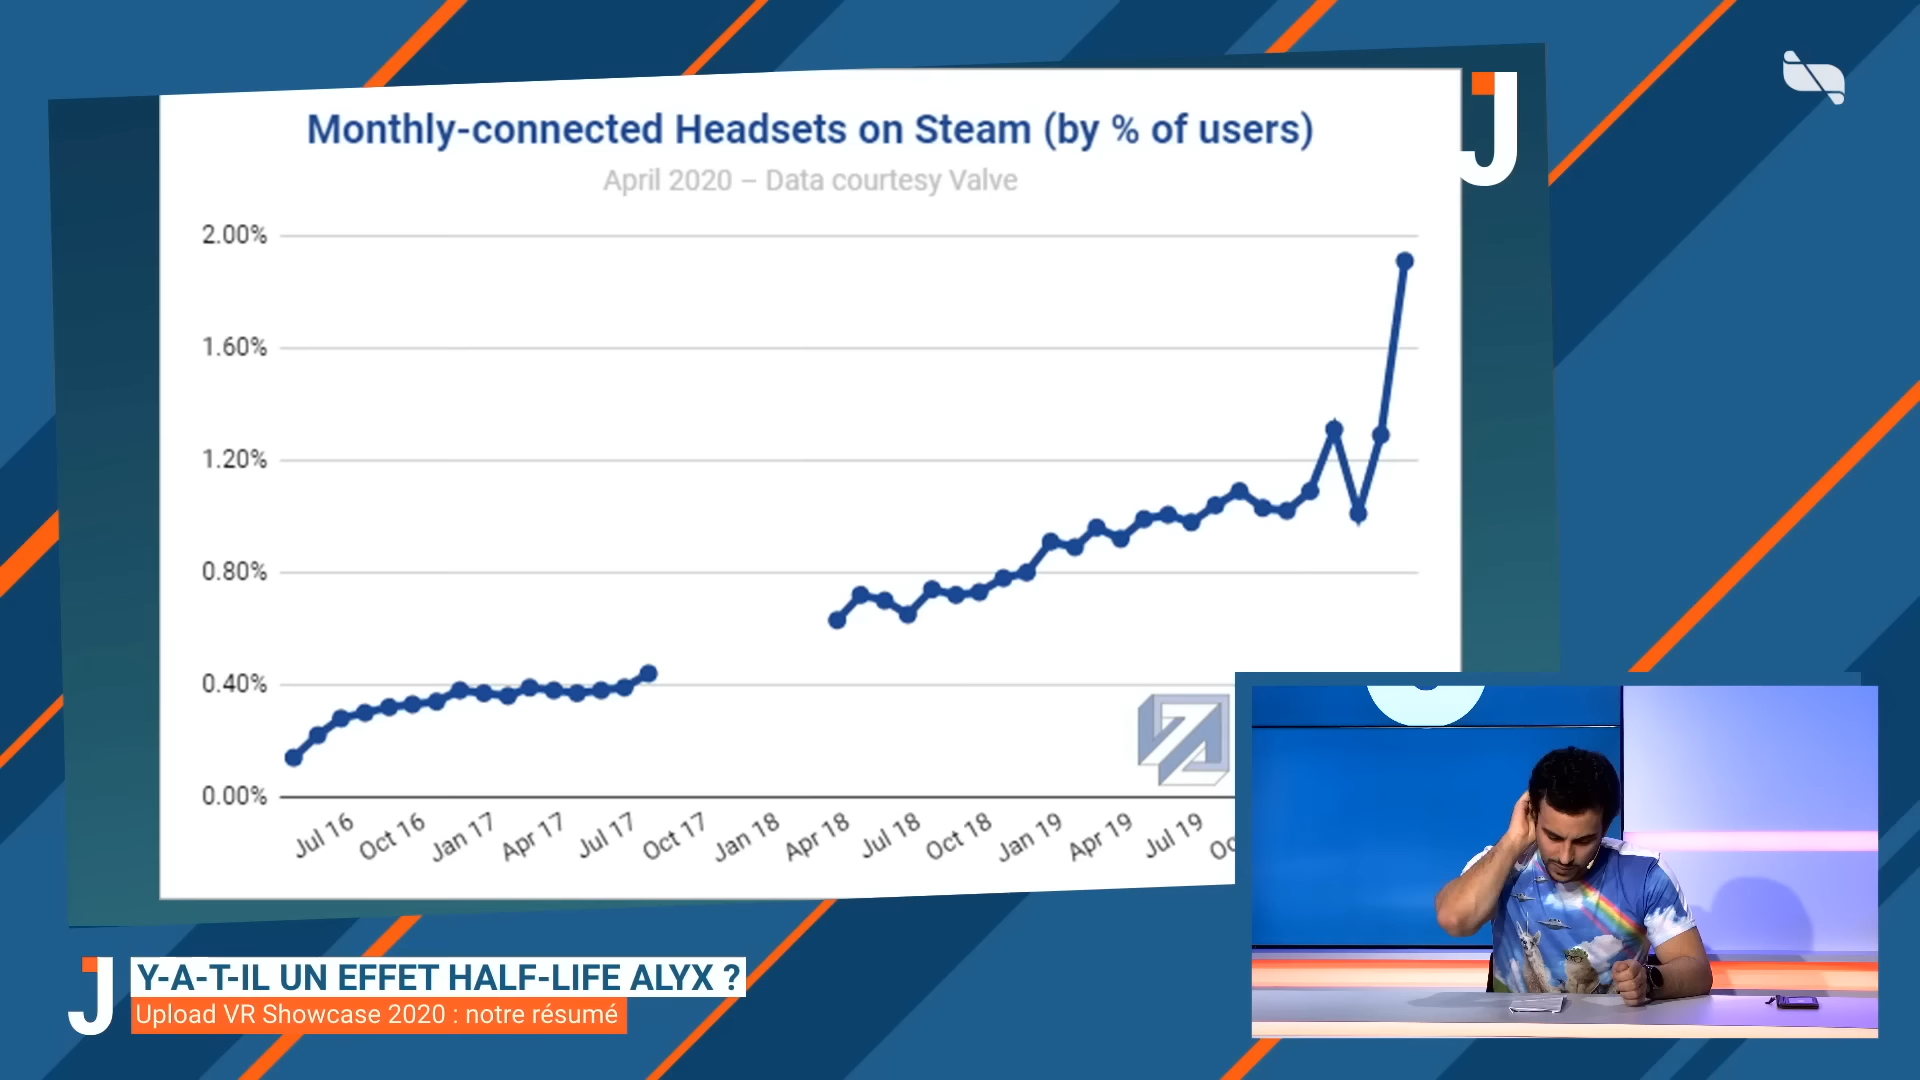 Monthly-connected Headsets on Steam (by % of users)
April 2020 – Data courtesy Valve
2.00%
1.60%
1.20%
0.80%
0.40%
0.00%
Jul 16
Oct 16
Jan 17
Apr 17
Jul 17
Oct 17
Jan 18
Apr 18
Jul 18
Oct 18
Jan 19
Apr 19
Jul 19
J
J
Y-A-T-IL UN EFFET HALF-LIFE ALYX ?
Upload VR Showcase 2020 : notre résumé